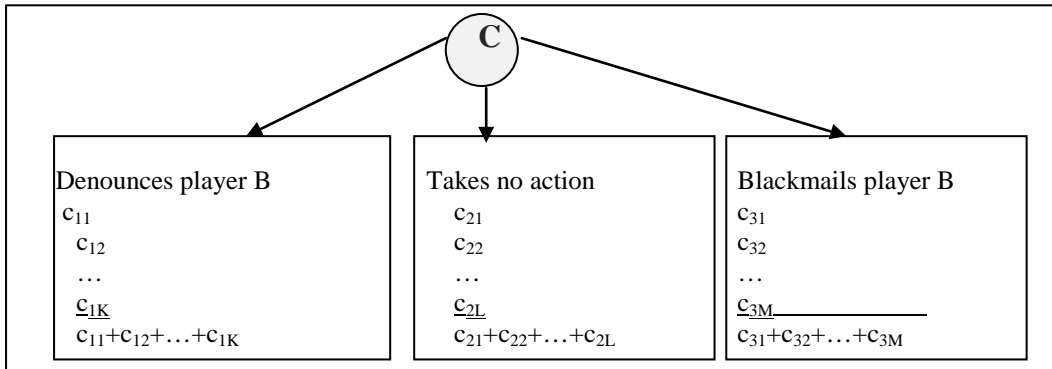 C
Denounces player B
c11
c12
…
c1K
c11+c12+…+c1K
Takes no action
c21
c22
…
c2L
c21+c22+…+c2L
Blackmails player B
c31
c32
…
c3M
c31+c32+…+c3M